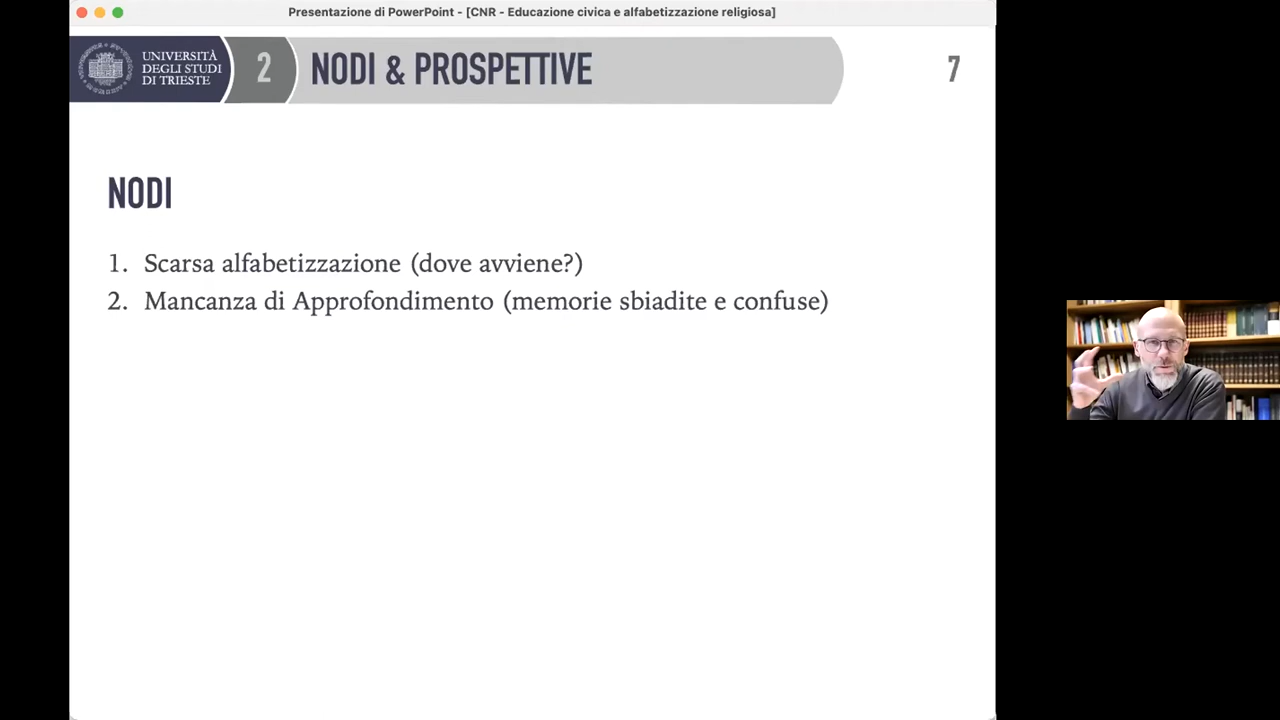 Presentazione di PowerPoint - [CNR - Educazione civica e alfabetizzazione religiosa]
UNIVERSITÀ
DEGLI STUDI
DI TRIESTE
2
NODI & PROSPETTIVE
7
NODI
1. Scarsa alfabetizzazione (dove avviene?)
2. Mancanza di Approfondimento (memorie sbiadite e confuse)